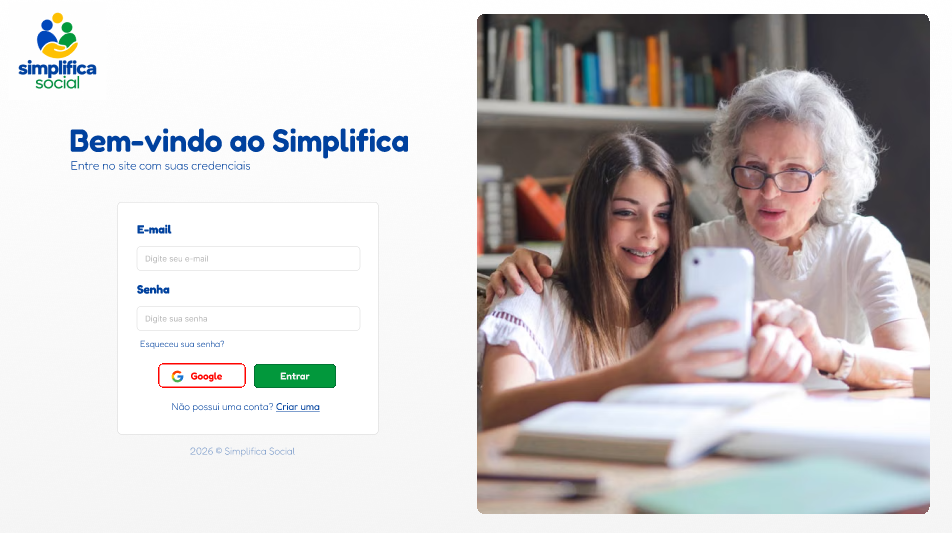 simplifica
social
Bem-vindo ao Simplifica
Entre no site com suas credenciais
E-mail
Digite seu e-mail
Senha
Digite sua senha
Esqueceu sua senha?
Google
Entrar
Não possui uma conta? Criar uma
2026 © Simplifica Social